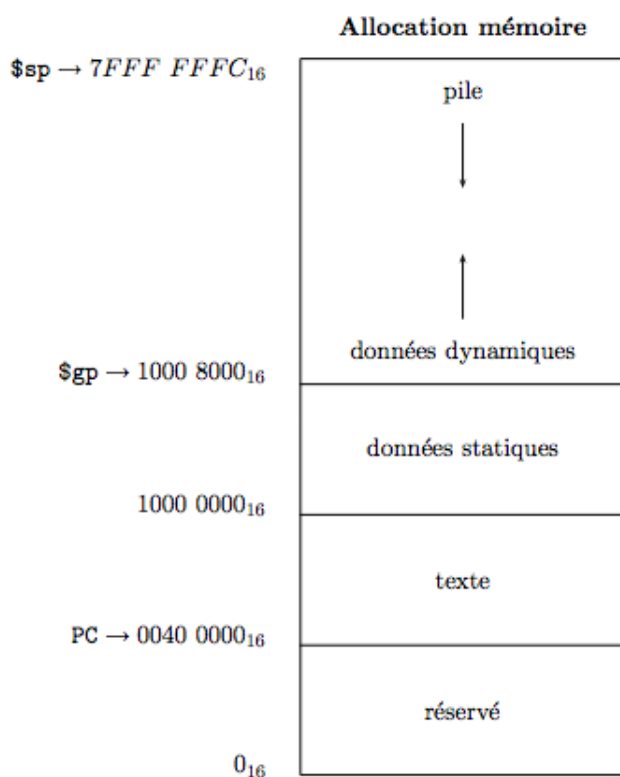 Allocation mémoire
$sp → 7FFF FFFC₁₆
pile
données dynamiques
$gp → 1000 8000₁₆
données statiques
1000 0000₁₆
texte
PC → 0040 0000₁₆
réservé
0₁₆